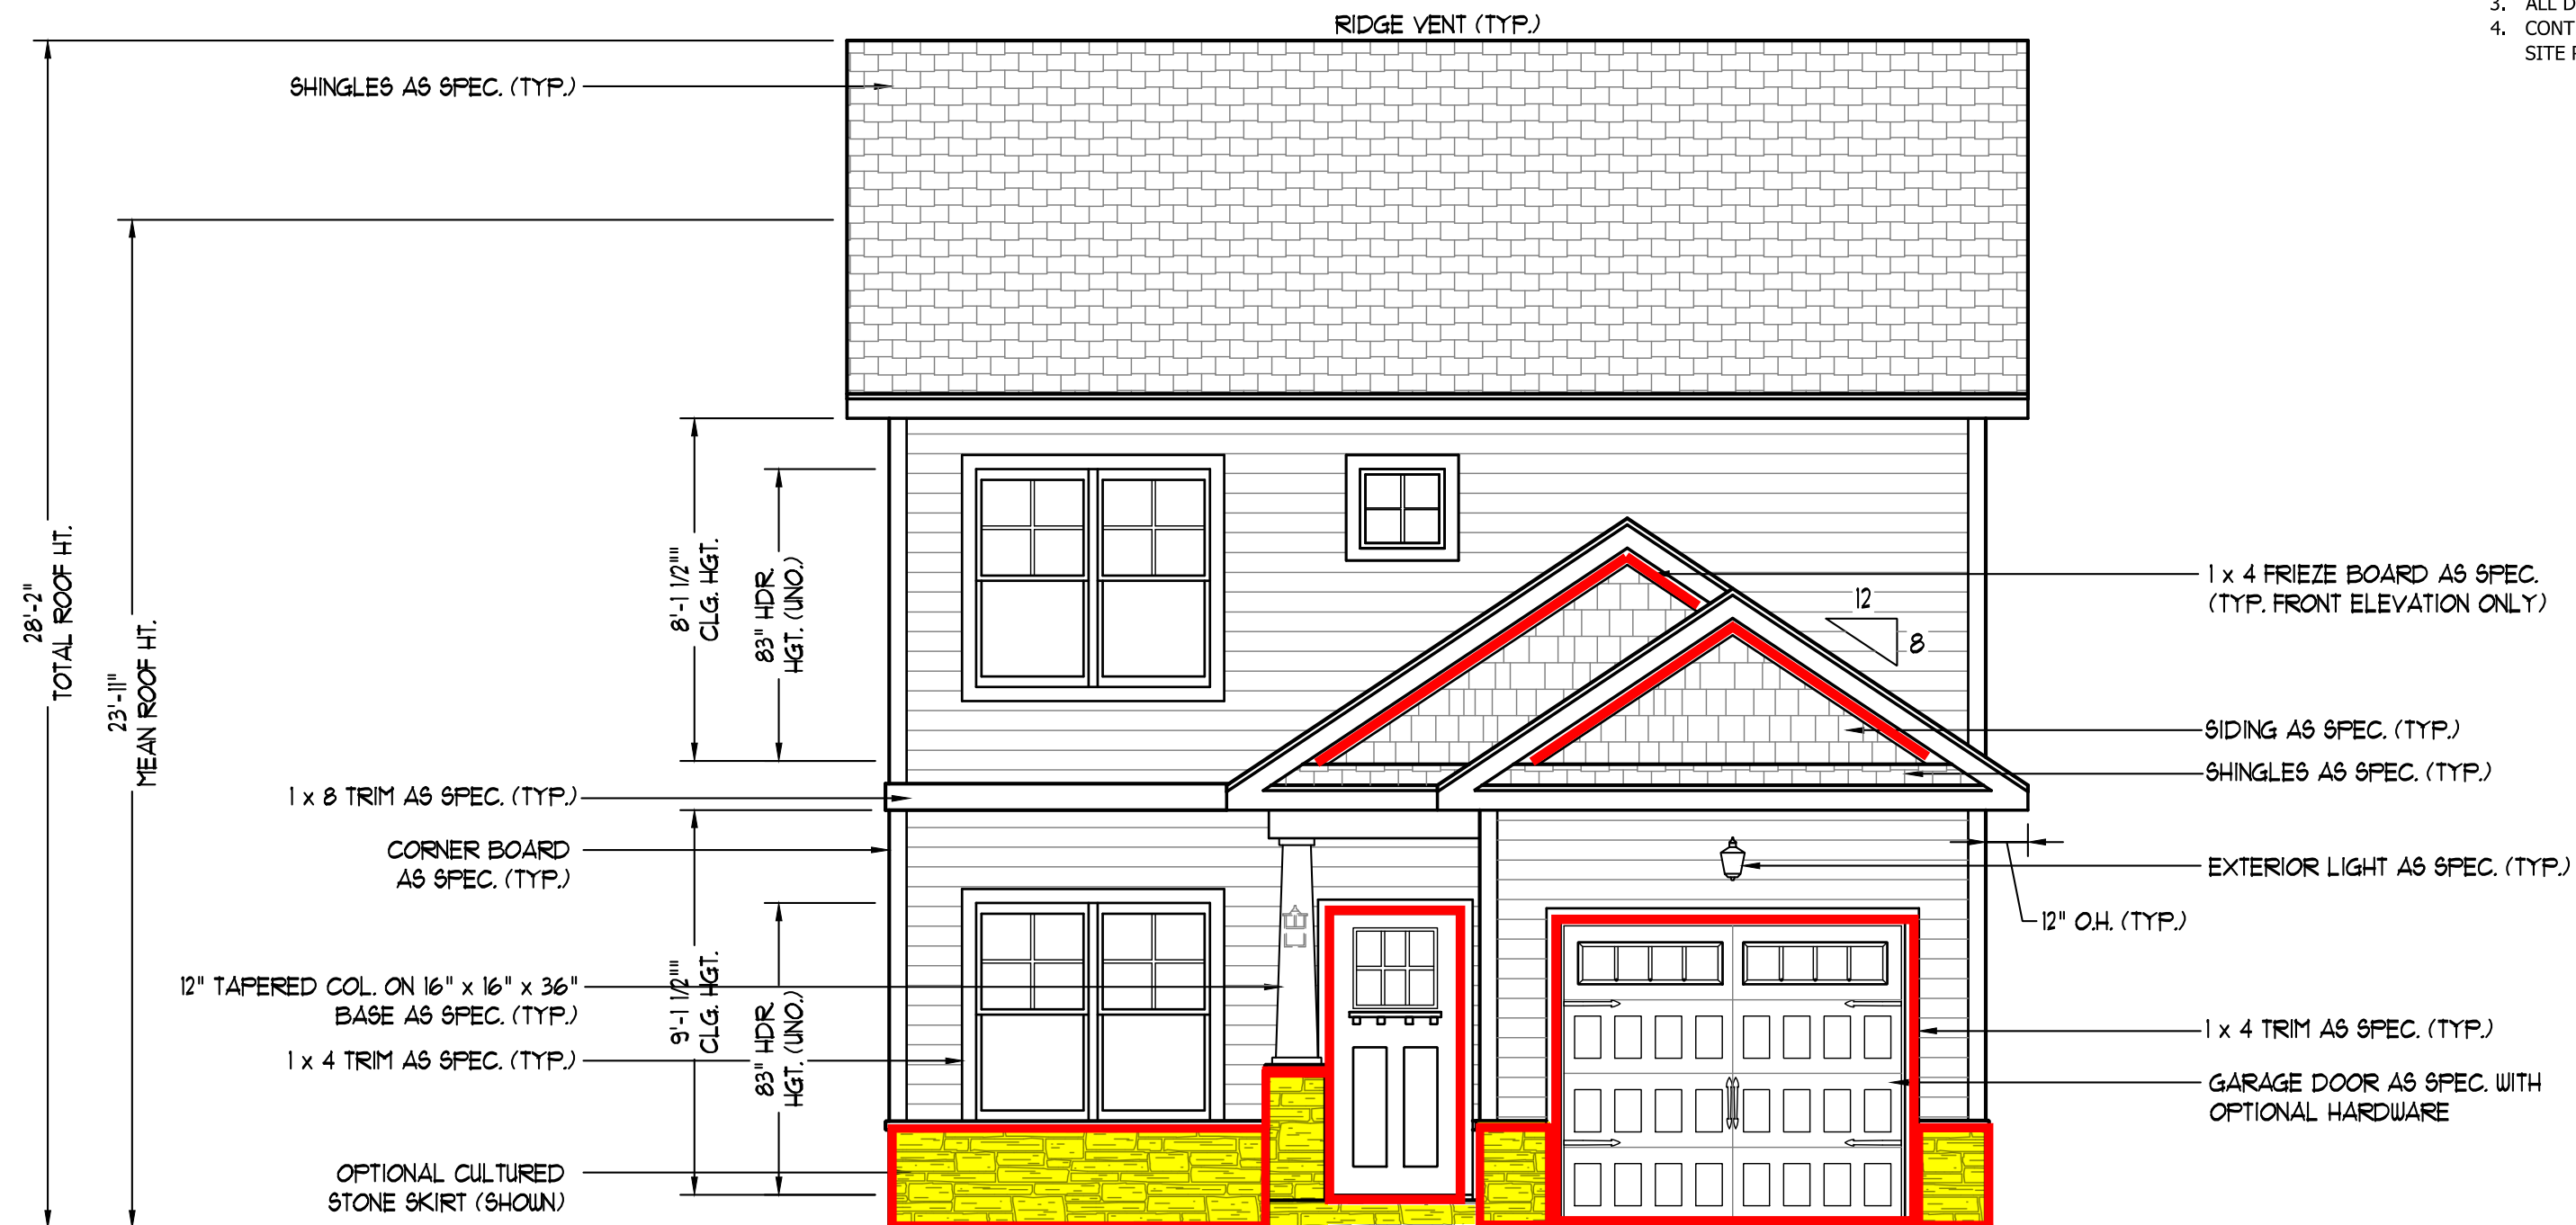 RIDGE VENT (TYP.)
3. ALL D
4. CONT
SITE
SHINGLES AS SPEC. (TYP.)
28'-2"
TOTAL ROOF HT.
23'-11"
MEAN ROOF HT.
8'-1 1/2""
CLG. HGT.
83" HDR.
HGT. (UNO.)
12
8
1 x 4 FRIEZE BOARD AS SPEC.
(TYP. FRONT ELEVATION ONLY)
SIDING AS SPEC. (TYP.)
SHINGLES AS SPEC. (TYP.)
1 x 8 TRIM AS SPEC. (TYP.)
CORNER BOARD
AS SPEC. (TYP.)
EXTERIOR LIGHT AS SPEC. (TYP.)
12" O.H. (TYP.)
12" TAPERED COL. ON 16" x 16" x 36"
BASE AS SPEC. (TYP.)
9'-1 1/2""
CLG. HGT.
83" HDR.
HGT. (UNO.)
1 x 4 TRIM AS SPEC. (TYP.)
1 x 4 TRIM AS SPEC. (TYP.)
GARAGE DOOR AS SPEC. WITH
OPTIONAL HARDWARE
OPTIONAL CULTURED
STONE SKIRT (SHOWN)